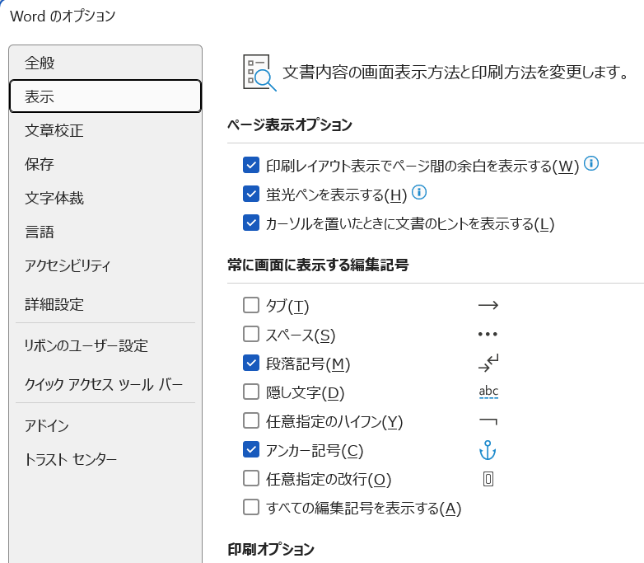 Word のオプション
全般
表示
文章校正
保存
文字体裁
言語
アクセシビリティ
詳細設定
リボンのユーザー設定
クイック アクセス ツール バー
アドイン
トラスト センター
文書内容の画面表示方法と印刷方法を変更します。
ページ表示オプション
印刷レイアウト表示でページ間の余白を表示する(W)
蛍光ペンを表示する(H)
カーソルを置いたときに文書のヒントを表示する(L)
常に画面に表示する編集記号
タブ(T)
スペース(S)
段落記号(M)
隠し文字(D) abc
任意指定のハイフン(Y)
アンカー記号(C)
任意指定の改行(O)
すべての編集記号を表示する(A)
印刷オプション